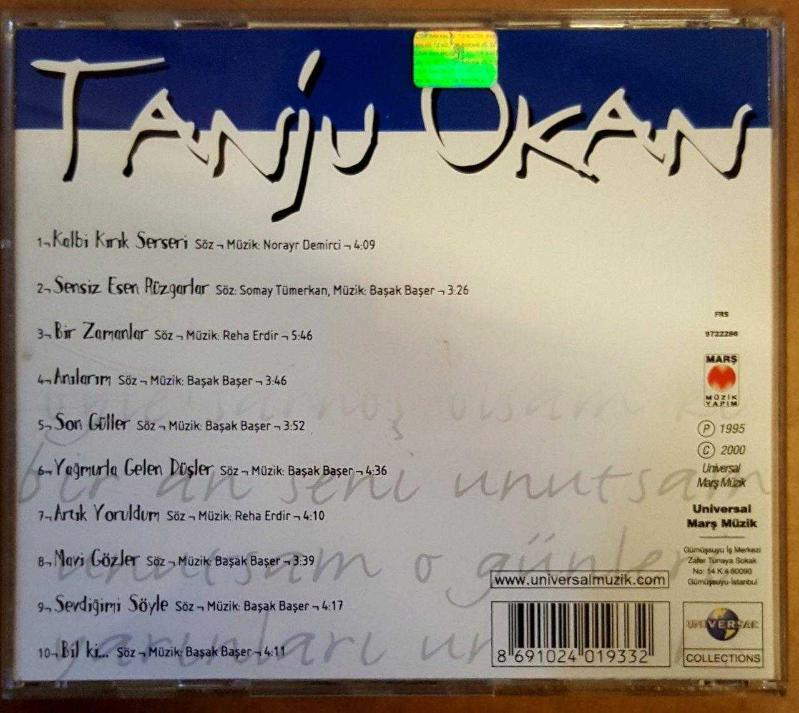 Tanju Okan
1¬ Kalbi Kırık Serseri Söz ¬ Müzik: Norayr Demirci ¬ 4:09
2¬ Sensiz Esen Rüzgarlar Söz: Somay Tümerkan, Müzik: Başak Başer ¬ 3:26
3¬ Bir Zamanlar Söz ¬ Müzik: Reha Erdir ¬ 5:46
4¬ Anılarım Söz ¬ Müzik: Başak Başer ¬ 3:46
5¬ Son Güller Söz ¬ Müzik: Başak Başer ¬ 3:52
6¬ Yağmurla Gelen Düşler Söz ¬ Müzik: Başak Başer ¬ 4:36
7¬ Artık Yoruldum Söz ¬ Müzik: Reha Erdir ¬ 4:10
8¬ Mavi Gözler Söz ¬ Müzik: Başak Başer ¬ 3:39
9¬ Sevdiğimi Söyle Söz ¬ Müzik: Başak Başer ¬ 4:17
10¬ Bil ki... Söz ¬ Müzik: Başak Başer ¬ 4:11
bir an seni unutsam
unutsam o günleri
yarınları
FRS
9722286
MARŞ
MÜZİK
YAPIM
Ⓟ 1995
Ⓒ 2000
Universal
Marş Müzik
Universal
Marş Müzik
Gümüşsuyu İş Merkezi
Zafer Tunaya Sokak
No: 14 K:6 80090
Gümüşsuyu-İstanbul
www.universalmuzik.com
8 691024 019332
UNIVERSAL
COLLECTIONS